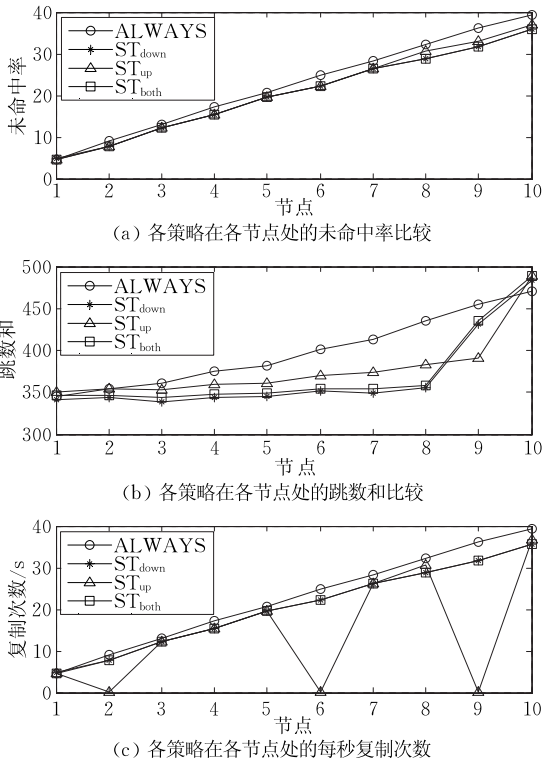 40
30
20
10
0
未命中率
ALWAYS
STdown
STup
STboth
1 2 3 4 5 6 7 8 9 10
节点
(a) 各策略在各节点处的未命中率比较
500
450
400
350
300
跳数和
ALWAYS
STdown
STup
STboth
1 2 3 4 5 6 7 8 9 10
节点
(b) 各策略在各节点处的跳数和比较
40
30
20
10
0
复制次数/s
ALWAYS
STdown
STup
STboth
1 2 3 4 5 6 7 8 9 10
节点
(c) 各策略在各节点处的每秒复制次数